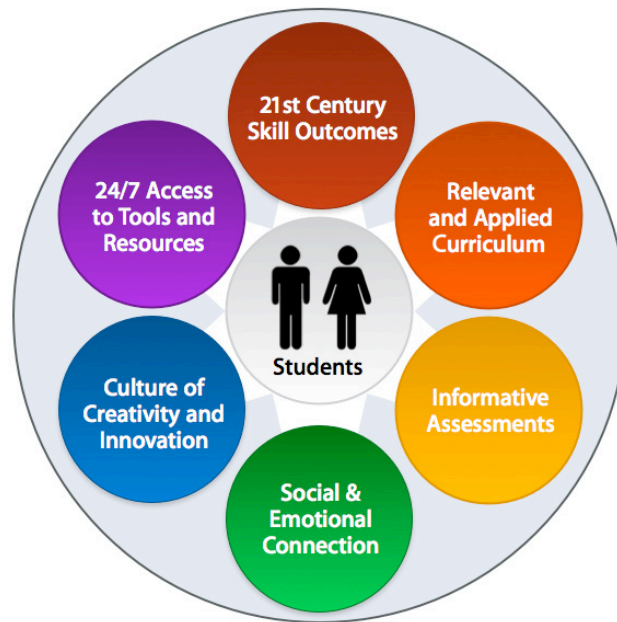 21st Century
Skill Outcomes
24/7 Access
to Tools and
Resources
Relevant
and Applied
Curriculum
Students
Culture of
Creativity and
Innovation
Informative
Assessments
Social &
Emotional
Connection